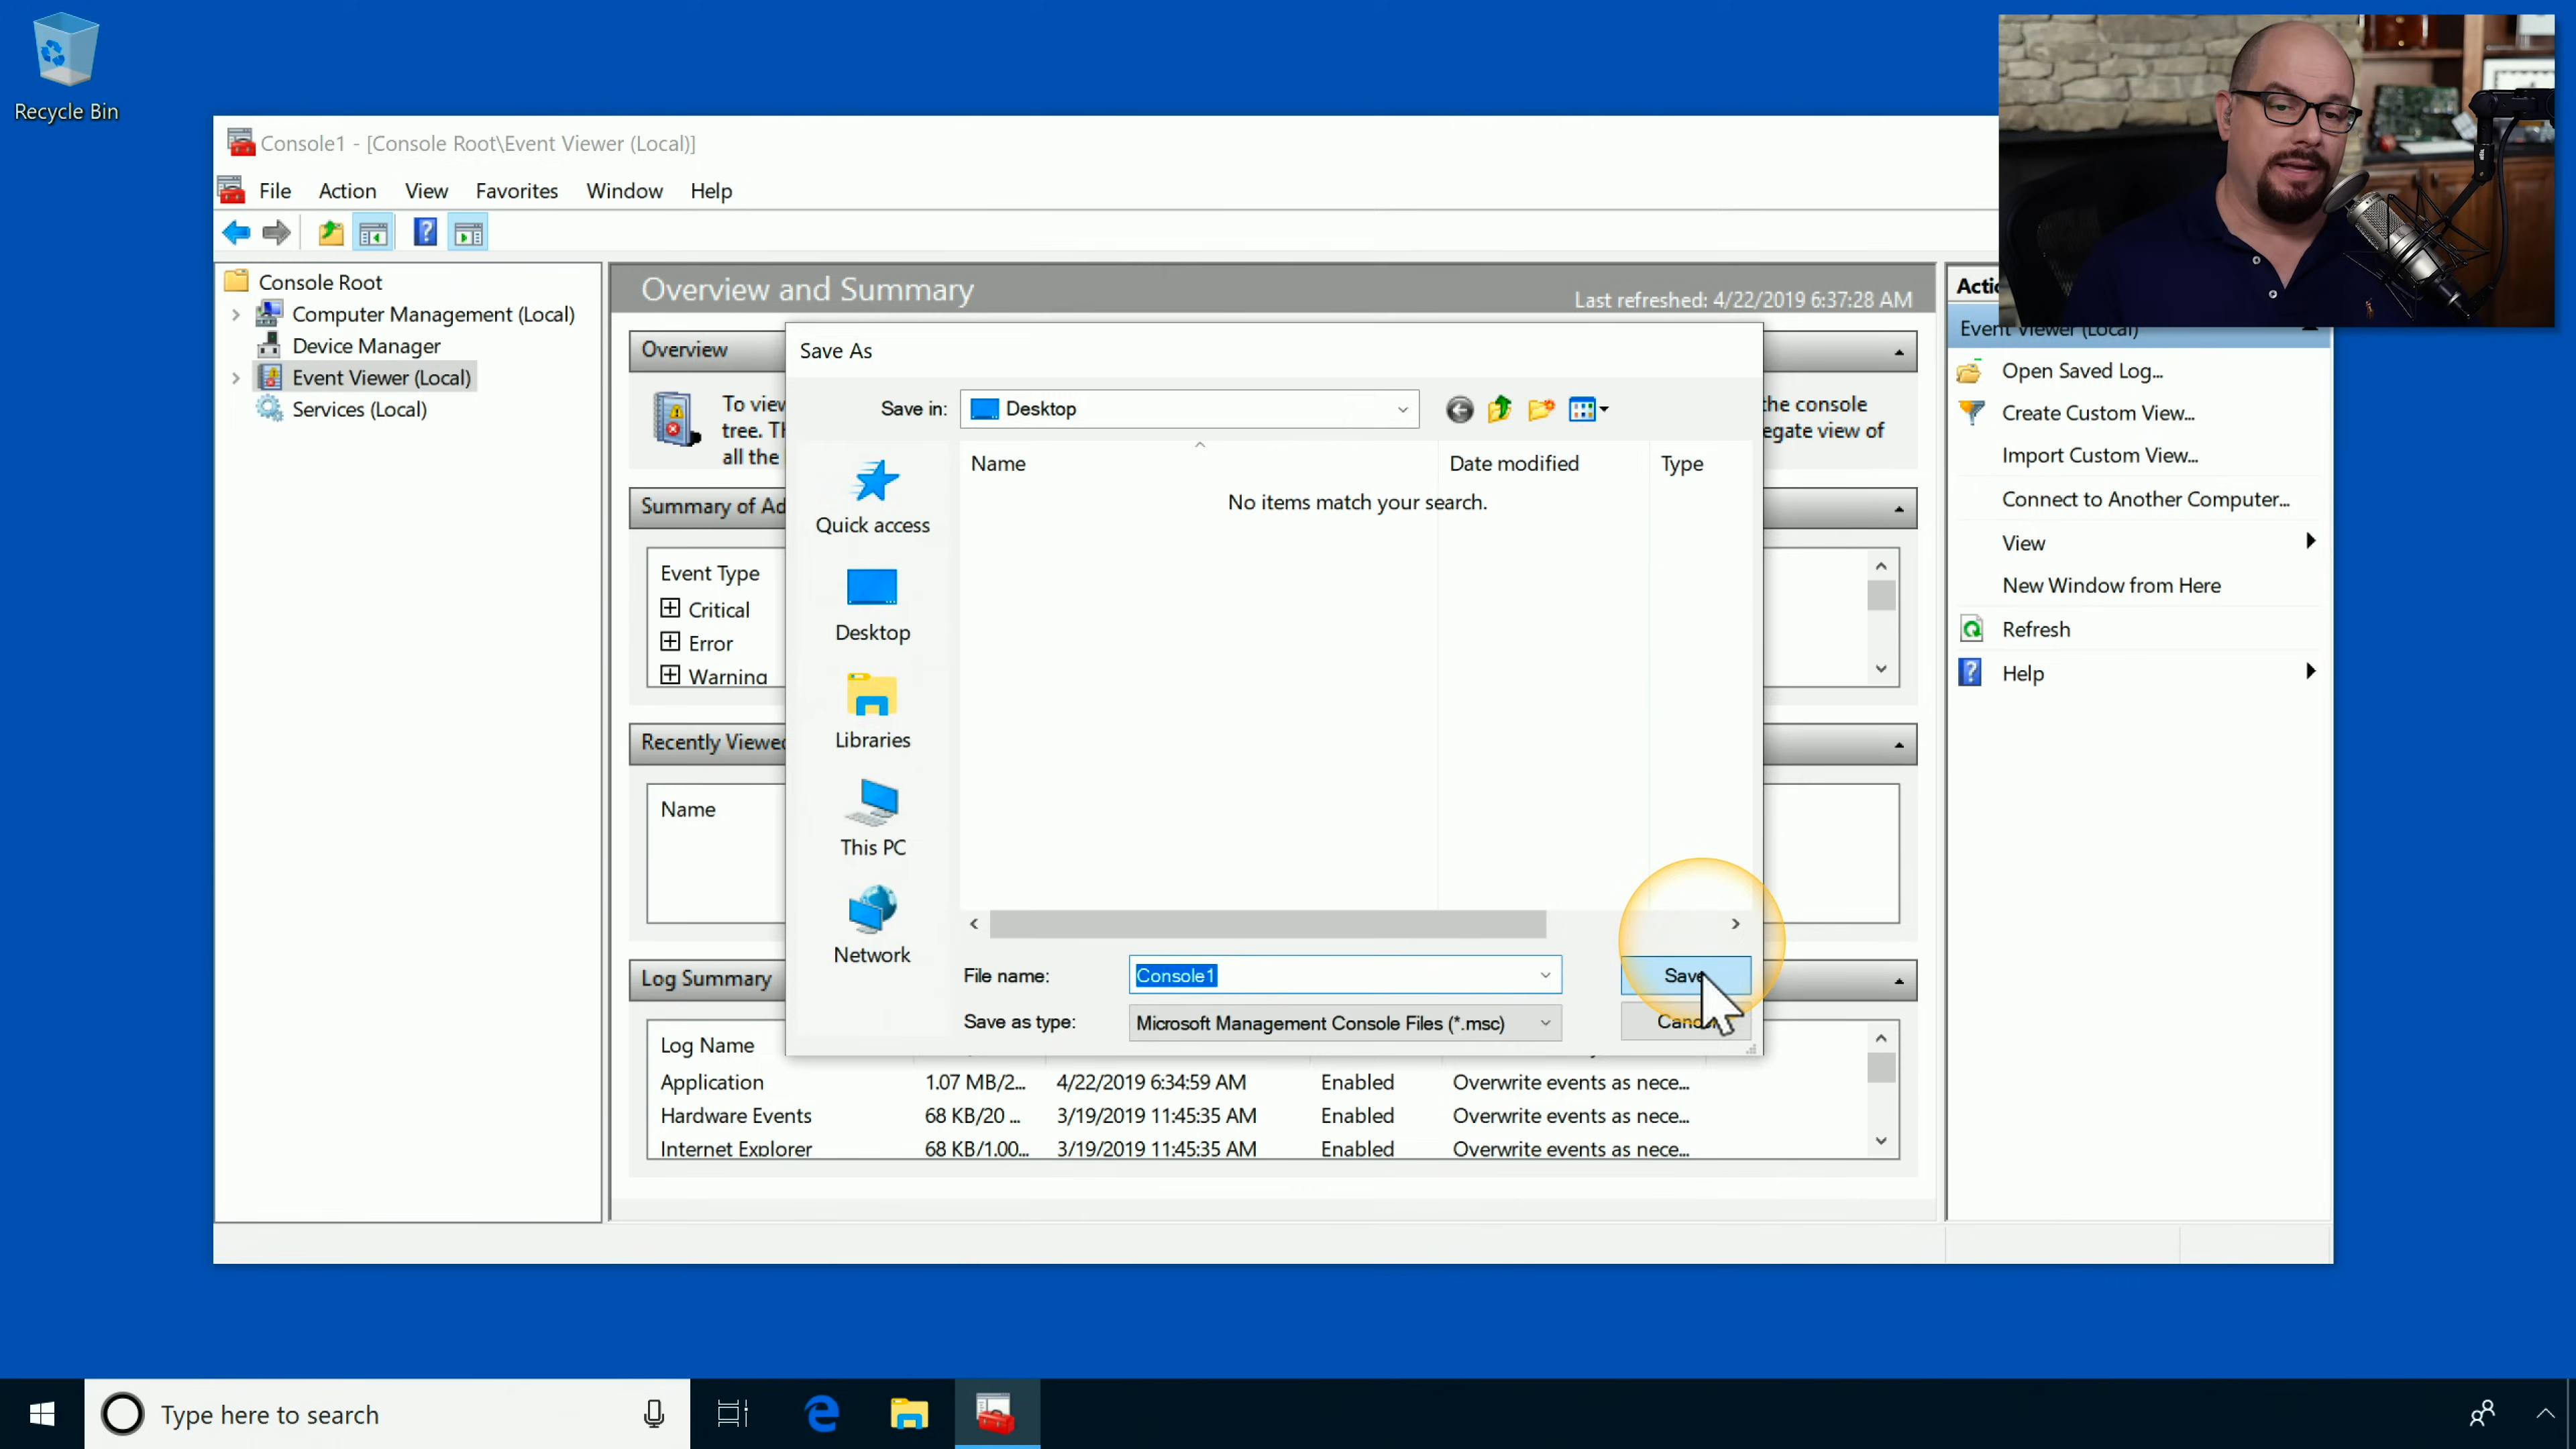 Recycle Bin
Console1 - [Console Root\Event Viewer (Local)]
File Action View Favorites Window Help
Console Root
Computer Management (Local)
Device Manager
Event Viewer (Local)
Services (Local)
Overview and Summary
Last refreshed: 4/22/2019 6:37:28 AM
Overview
To view
tree.
all the
the console
egate view of
Summary of Ad
Event Type
Critical
Error
Warning
Recently Viewed
Name
Log Summary
Log Name
Application 1.07 MB/2... 4/22/2019 6:34:59 AM Enabled Overwrite events as nece...
Hardware Events 68 KB/20 ... 3/19/2019 11:45:35 AM Enabled Overwrite events as nece...
Internet Explorer 68 KB/1.00... 3/19/2019 11:45:35 AM Enabled Overwrite events as nece...
Save As
Save in: Desktop
Name Date modified Type
No items match your search.
Quick access
Desktop
Libraries
This PC
Network
File name: Console1
Save
Save as type: Microsoft Management Console Files (*.msc)
Actio
Event Viewer (Local)
Open Saved Log...
Create Custom View...
Import Custom View...
Connect to Another Computer...
View
New Window from Here
Refresh
Help
Type here to search